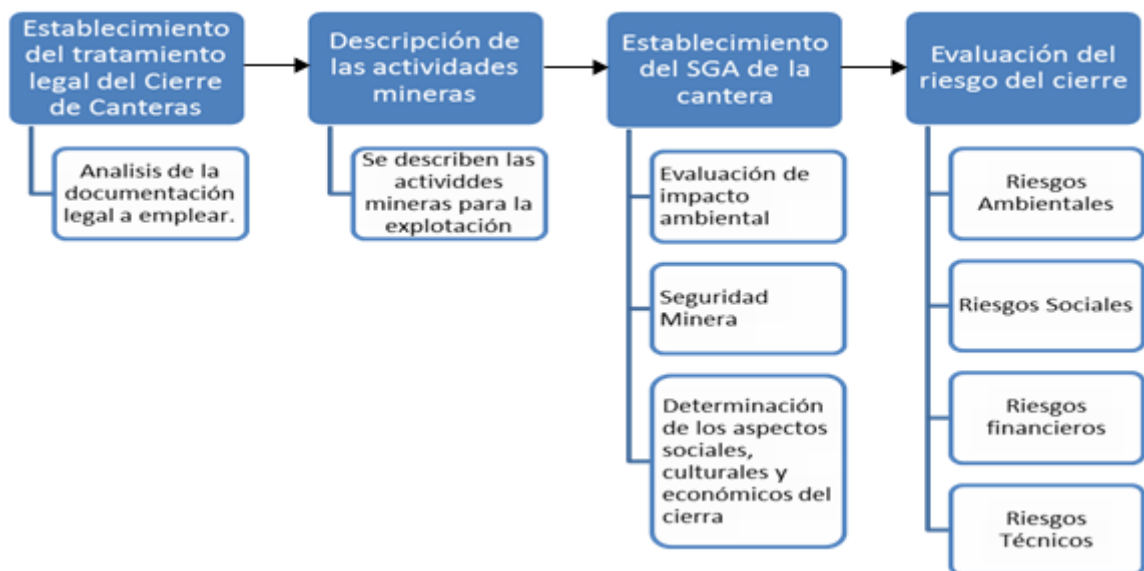 Establecimiento
del tratamiento
legal del Cierre
de Canteras
Analisis de la
documentación
legal a emplear.
Descripción de
las actividades
mineras
Se describen las
actividdes
mineras para la
explotación
Establecimiento
del SGA de la
cantera
Evaluación de
impacto
ambiental
Seguridad
Minera
Determinación
de los aspectos
sociales,
culturales y
económicos del
cierra
Evaluación del
riesgo del cierre
Riesgos
Ambientales
Riesgos Sociales
Riesgos
financieros
Riesgos
Técnicos